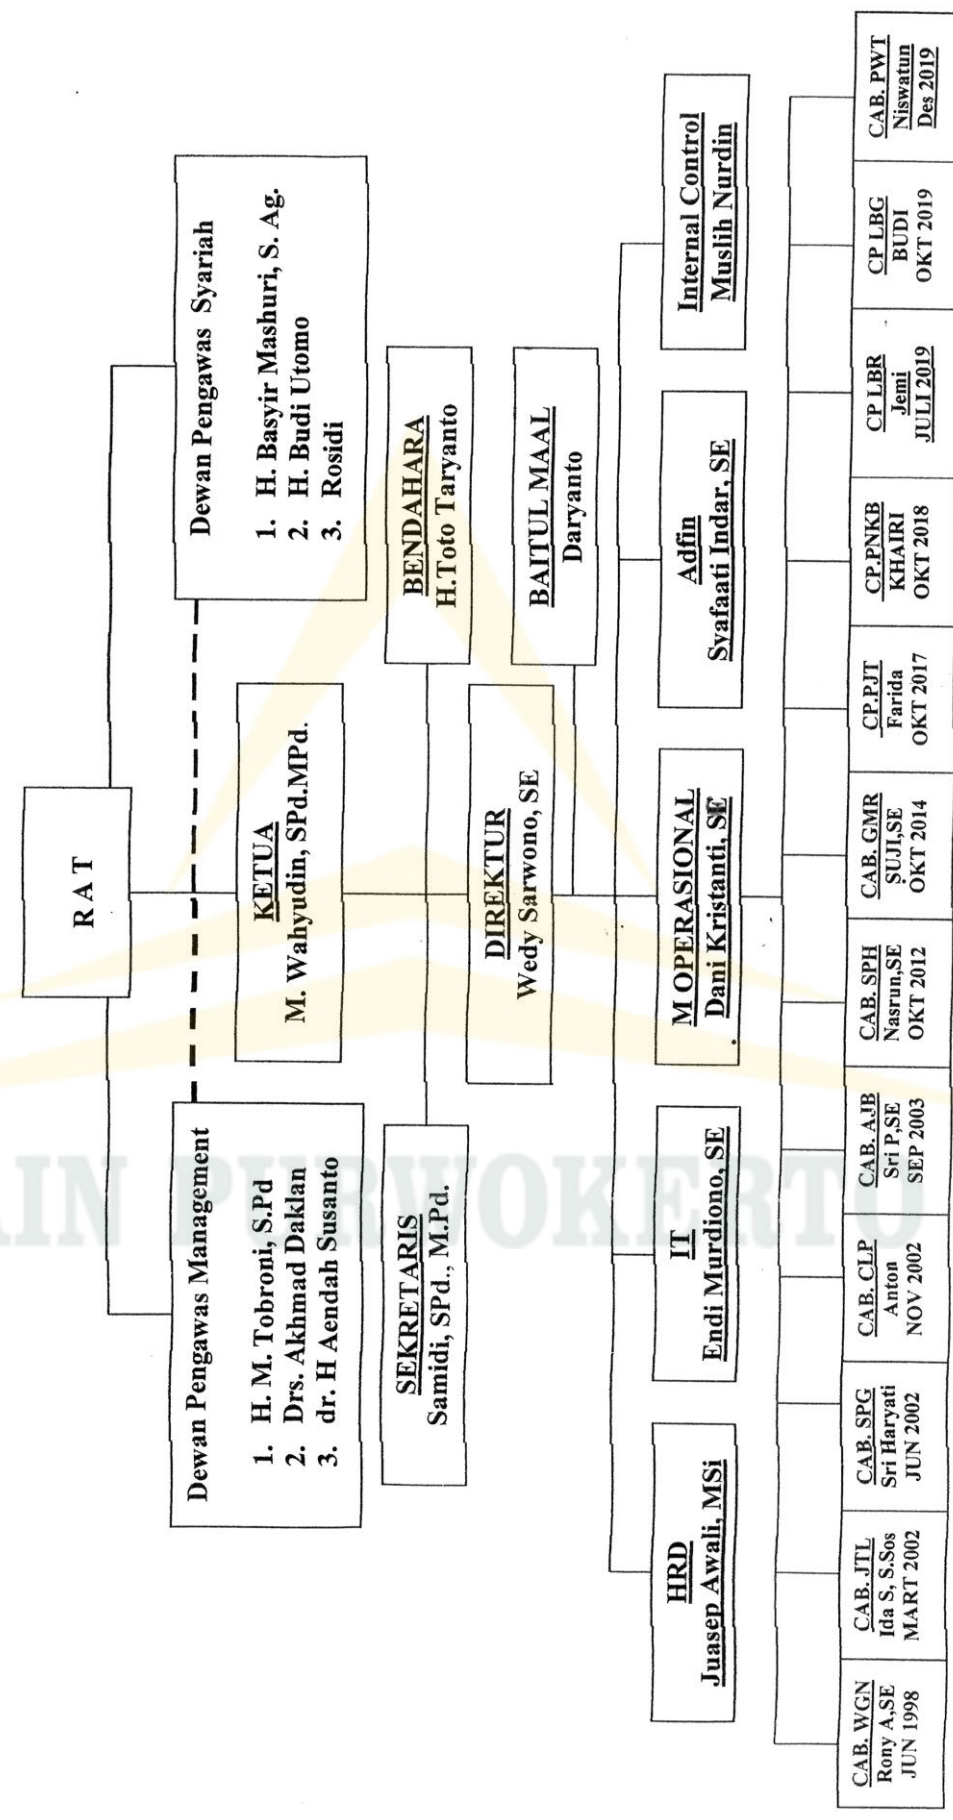 R A T
Dewan Pengawas Management
1. H. M. Tobroni, S.Pd
2. Drs. Akhmad Daklan
3. dr. H Aendah Susanto
Dewan Pengawas Syariah
1. H. Basyir Mashuri, S. Ag.
2. H. Budi Utomo
3. Rosidi
KETUA
M. Wahyudin, SPd.MPd.
SEKRETARIS
Samidi, SPd., M.Pd.
BENDAHARA
H.Toto Taryanto
DIREKTUR
Wedy Sarwono, SE
BAITUL MAAL
Daryanto
HRD
Juasep Awali, MSi
IT
Endi Murdiono, SE
M OPERASIONAL
Dani Kristanti, SE
Adfin
Syafaati Indar, SE
Internal Control
Muslih Nurdin
CAB. WGN
Rony A,SE
JUN 1998
CAB. JTL
Ida S, S.Sos
MART 2002
CAB. SPG
Sri Haryati
JUN 2002
CAB. CLP
Anton
NOV 2002
CAB. AJB
Sri P,SE
SEP 2003
CAB. SPH
Nasrun,SE
OKT 2012
CAB. GMR
SUJI,SE
OKT 2014
CP.PJT
Farida
OKT 2017
CP.PNKB
KHAIRI
OKT 2018
CP LBR
Jemi
JULI 2019
CP LBG
BUDI
OKT 2019
CAB. PWT
Niswatun
Des 2019
AIN PURWOKERTO